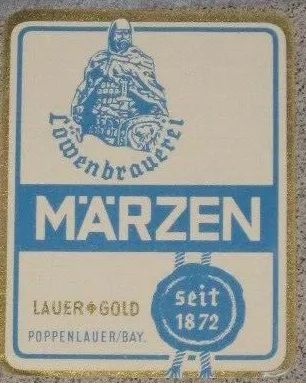 Löwenbrauerei
MÄRZEN
LAUER GOLD
POPPENLAUER/BAY.
seit
1872